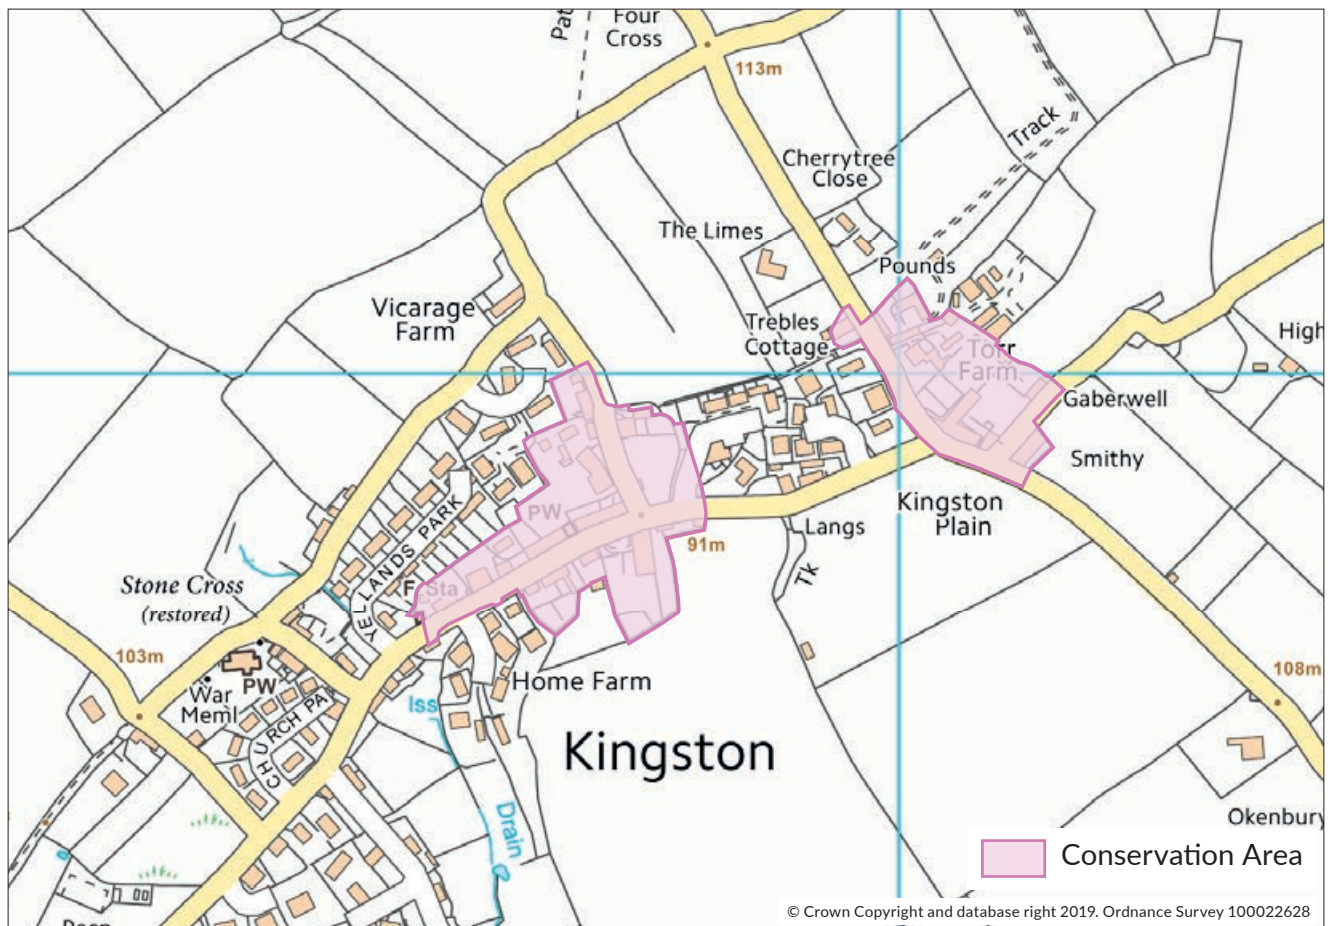 Pat
Four
Cross
113m
Track
Cherrytree
Close
The Limes
Pounds
Vicarage
Farm
Trebles
Cottage
Torr
Farm
High
Gaberwell
Smithy
Kingston
Plain
PW
Langs
91m
Tk
YELLANDS PARK
F Sta
Stone Cross
(restored)
103m
War
Meml
PW
CHURCH PA
Home Farm
Iss
Kingston
108m
Drain
Okenbury
Conservation Area
© Crown Copyright and database right 2019. Ordnance Survey 100022628